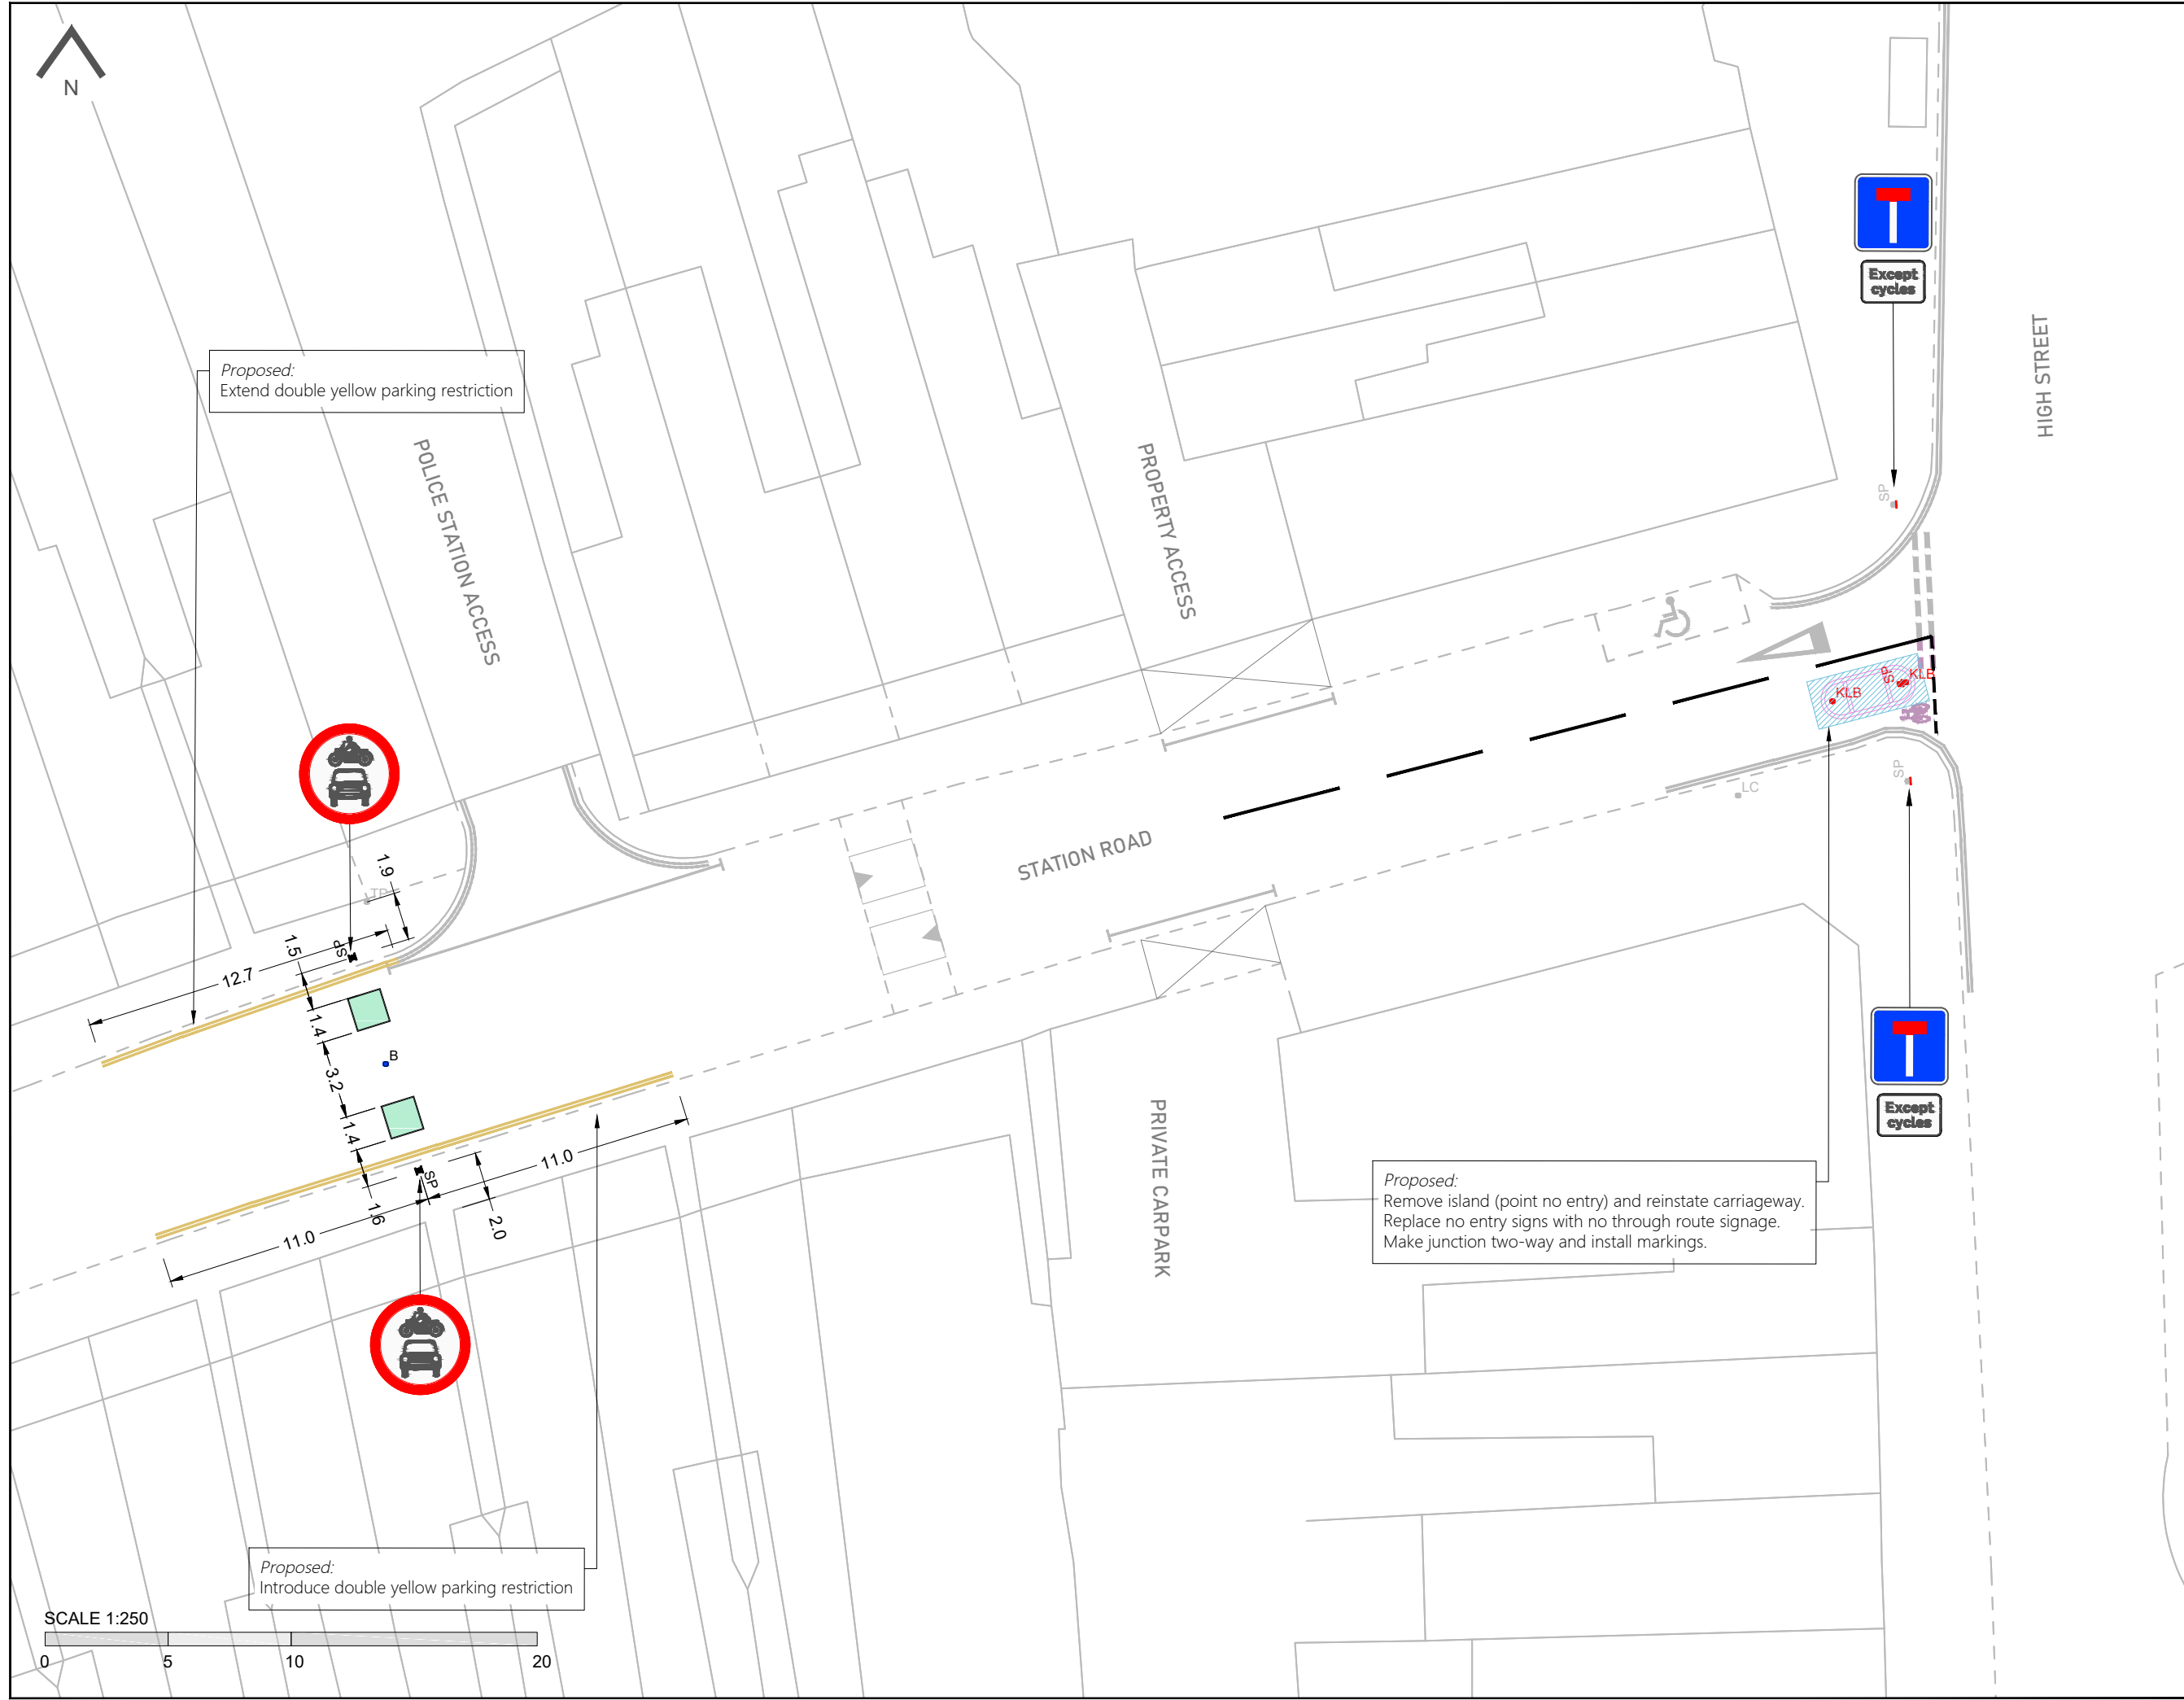 N
Except
cycles
HIGH STREET
Proposed:
Extend double yellow parking restriction
POLICE STATION ACCESS
PROPERTY ACCESS
SP
KLB
SP
KLB
SP
LC
STATION ROAD
1.9
TP
SP
1.5
12.7
1.4
B
3.2
1.4
SP
11.0
1.6
2.0
11.0
PRIVATE CARPARK
Except
cycles
Proposed:
Remove island (point no entry) and reinstate carriageway.
Replace no entry signs with no through route signage.
Make junction two-way and install markings.
Proposed:
Introduce double yellow parking restriction
SCALE 1:250
0 5 10 20